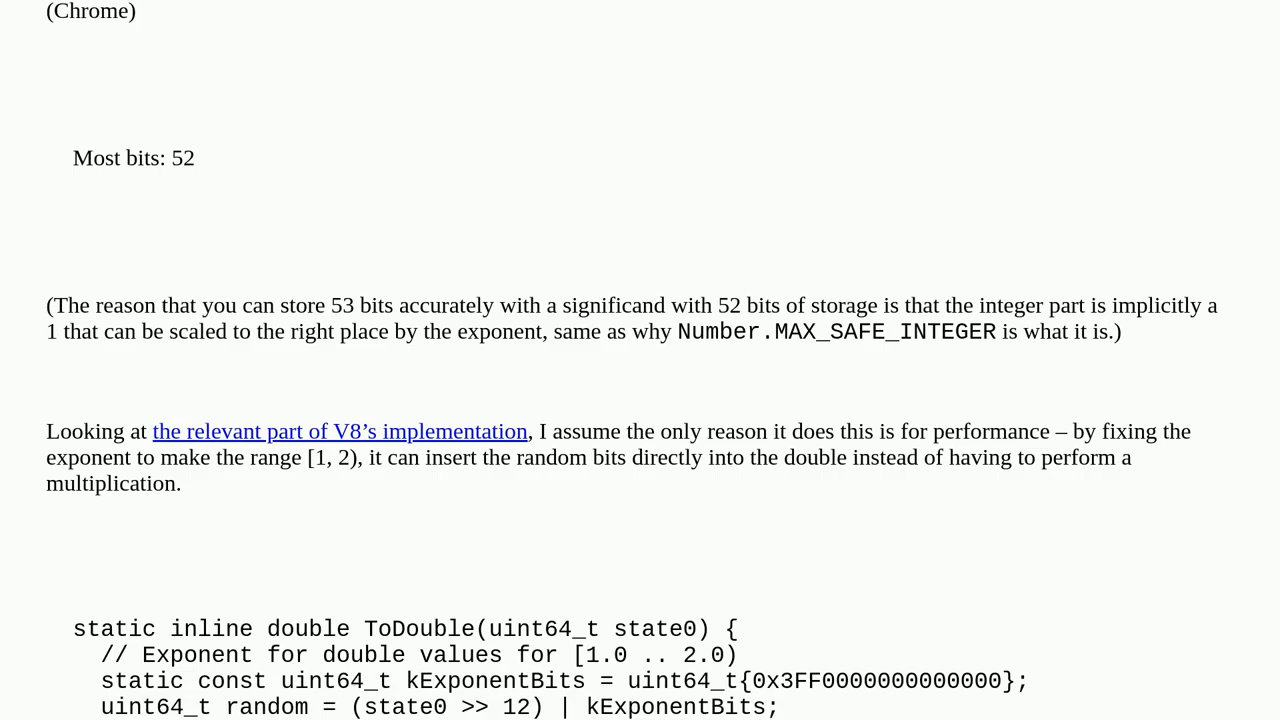 (Chrome)
Most bits: 52
(The reason that you can store 53 bits accurately with a significand with 52 bits of storage is that the integer part is implicitly a
1 that can be scaled to the right place by the exponent, same as why Number.MAX_SAFE_INTEGER is what it is.)
Looking at the relevant part of V8’s implementation, I assume the only reason it does this is for performance – by fixing the
exponent to make the range [1, 2), it can insert the random bits directly into the double instead of having to perform a
multiplication.
static inline double ToDouble(uint64_t state0) {
  // Exponent for double values for [1.0 .. 2.0)
  static const uint64_t kExponentBits = uint64_t{0x3FF0000000000000};
  uint64_t random = (state0 >> 12) | kExponentBits;